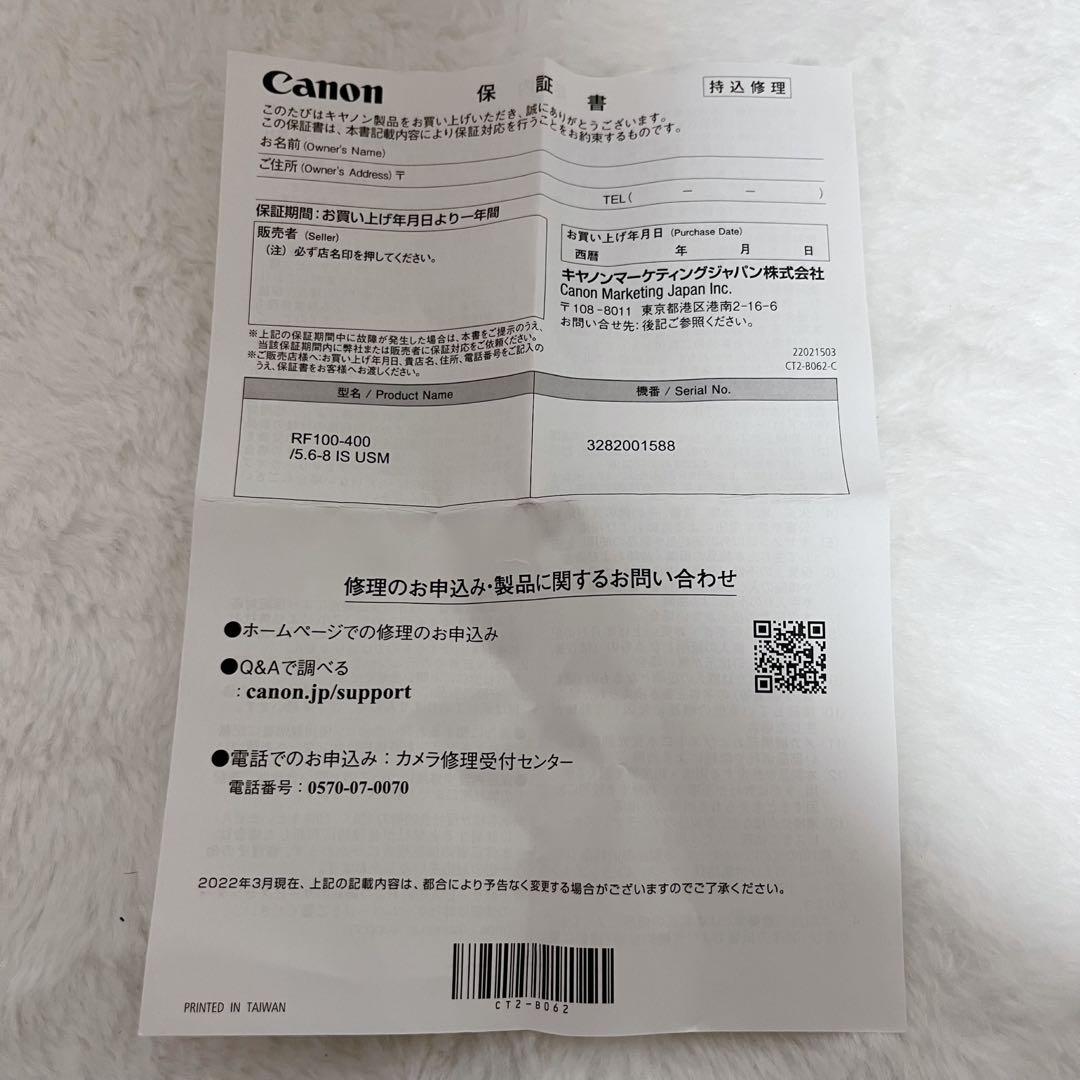 Canon
保証書
持込修理
このたびはキヤノン製品をお買い上げいただき、誠にありがとうございます。
この保証書は、本書記載内容により保証対応を行うことをお約束するものです。
お名前 (Owner's Name)
ご住所 (Owner's Address) 〒
TEL ( － － )
保証期間：お買い上げ年月日より一年間
販売者 (Seller)
（注）必ず店名印を押してください。
お買い上げ年月日 (Purchase Date)
西暦 年 月 日
キヤノンマーケティングジャパン株式会社
Canon Marketing Japan Inc.
〒108-8011 東京都港区港南2-16-6
お問い合せ先：後記ご参照ください。
※上記の保証期間中に故障が発生した場合は、本書をご提示のうえ、
当該保証期間内に弊社または販売者に保証対応をご依頼ください。
※ご販売店様へ：お買い上げ年月日、貴店名、住所、電話番号をご記入の
うえ、保証書をお客様へお渡しください。
22021503
CT2-B062-C
型名 / Product Name
機番 / Serial No.
RF100-400
/5.6-8 IS USM
3282001588
修理のお申込み・製品に関するお問い合わせ
●ホームページでの修理のお申込み
●Q&Aで調べる
：canon.jp/support
●電話でのお申込み：カメラ修理受付センター
電話番号：0570-07-0070
2022年3月現在、上記の記載内容は、都合により予告なく変更する場合がございますのでご了承ください。
CT2-B062
PRINTED IN TAIWAN